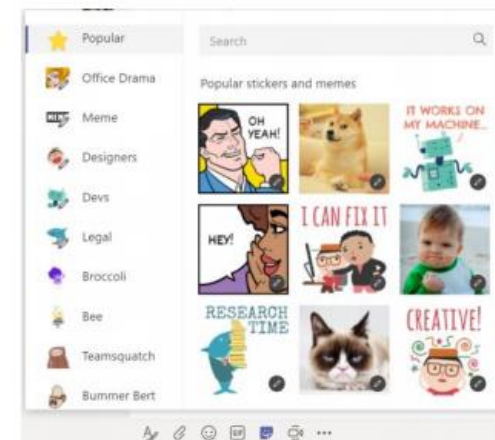 Popular
Office Drama
Meme
Designers
Devs
Legal
Broccoli
Bee
Teamsquatch
Bummer Bert
Search
Popular stickers and memes
OH
YEAH!
IT WORKS ON
MY MACHINE...
HEY!
I CAN FIX IT
RESEARCH
TIME
CREATIVE!
GIF